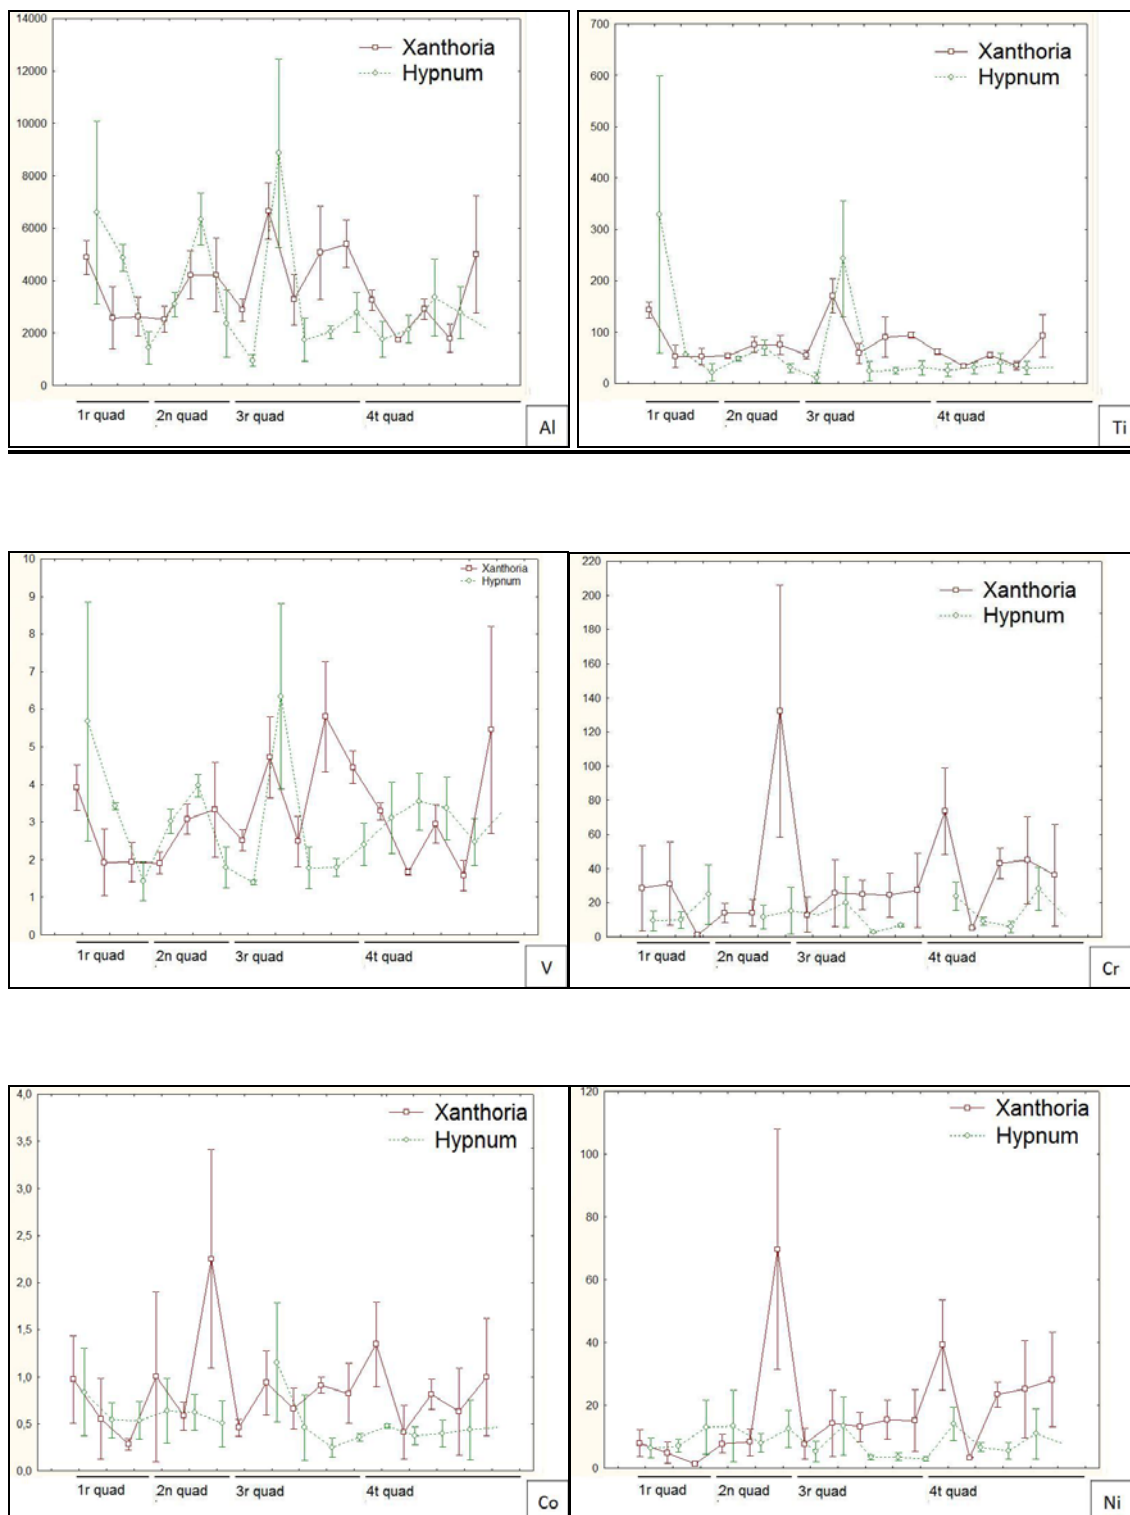 14000
12000
10000
8000
6000
4000
2000
0
Xanthoria
Hypnum
1r quad 2n quad 3r quad 4t quad
Al
700
600
500
400
300
200
100
0
Xanthoria
Hypnum
1r quad 2n quad 3r quad 4t quad
Ti
10
9
8
7
6
5
4
3
2
1
0
Xanthoria
Hypnum
1r quad 2n quad 3r quad 4t quad
V
220
200
180
160
140
120
100
80
60
40
20
0
Xanthoria
Hypnum
1r quad 2n quad 3r quad 4t quad
Cr
4,0
3,5
3,0
2,5
2,0
1,5
1,0
0,5
0,0
Xanthoria
Hypnum
1r quad 2n quad 3r quad 4t quad
Co
120
100
80
60
40
20
0
Xanthoria
Hypnum
1r quad 2n quad 3r quad 4t quad
Ni